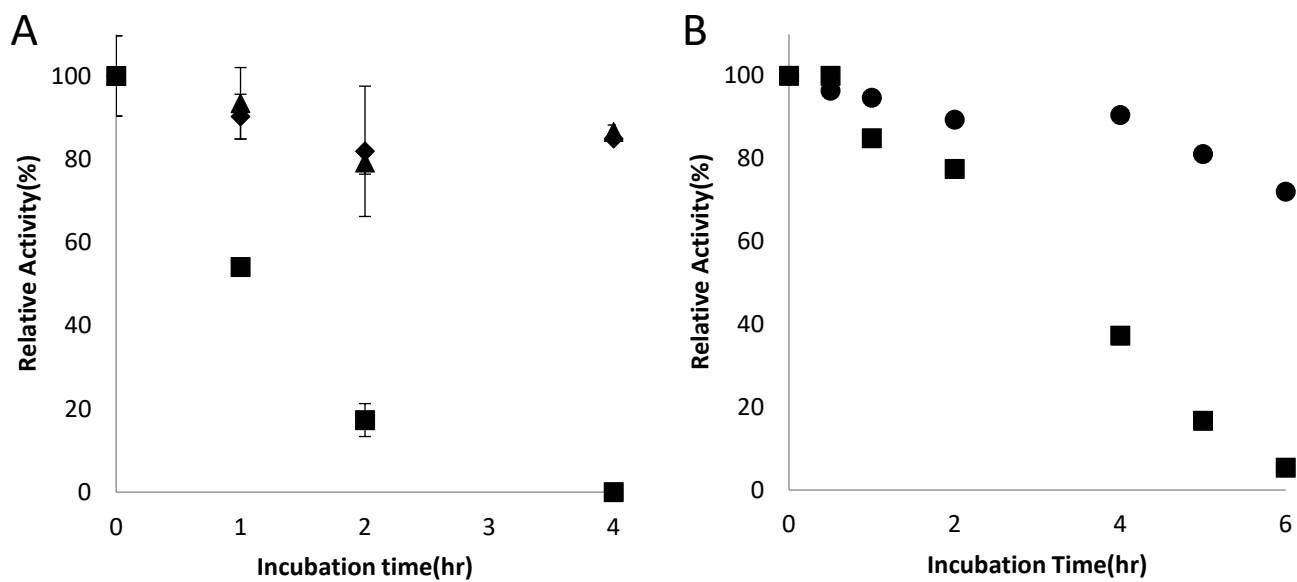 A
Relative Activity(%)
100
80
60
40
20
0
0 1 2 3 4
Incubation time(hr)
B
Relative Activity(%)
100
80
60
40
20
0
0 2 4 6
Incubation Time(hr)